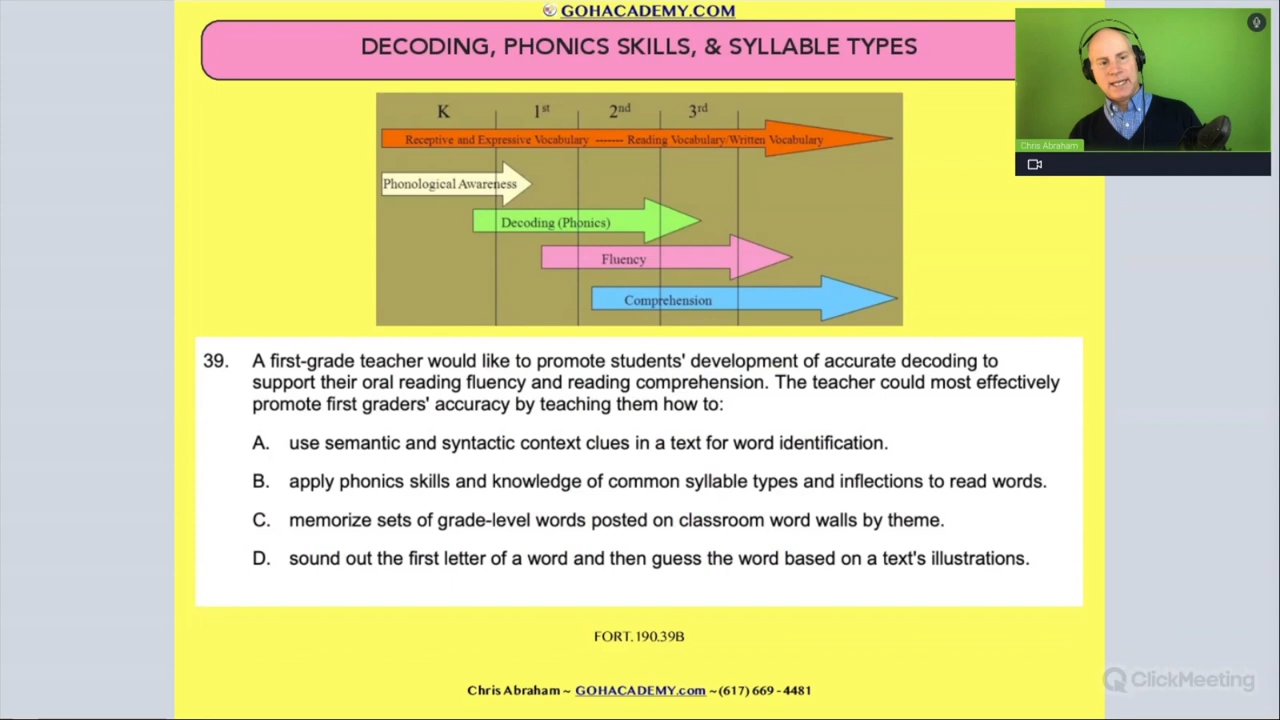 GOHACADEMY.COM
DECODING, PHONICS SKILLS, & SYLLABLE TYPES
Chris Abraham
K 1st 2nd 3rd
Receptive and Expressive Vocabulary ------- Reading Vocabulary/Written Vocabulary
Phonological Awareness
Decoding (Phonics)
Fluency
Comprehension
39. A first-grade teacher would like to promote students' development of accurate decoding to
support their oral reading fluency and reading comprehension. The teacher could most effectively
promote first graders' accuracy by teaching them how to:
A. use semantic and syntactic context clues in a text for word identification.
B. apply phonics skills and knowledge of common syllable types and inflections to read words.
C. memorize sets of grade-level words posted on classroom word walls by theme.
D. sound out the first letter of a word and then guess the word based on a text's illustrations.
FORT.190.39B
Chris Abraham ~ GOHACADEMY.com ~(617) 669 - 4481
ClickMeeting